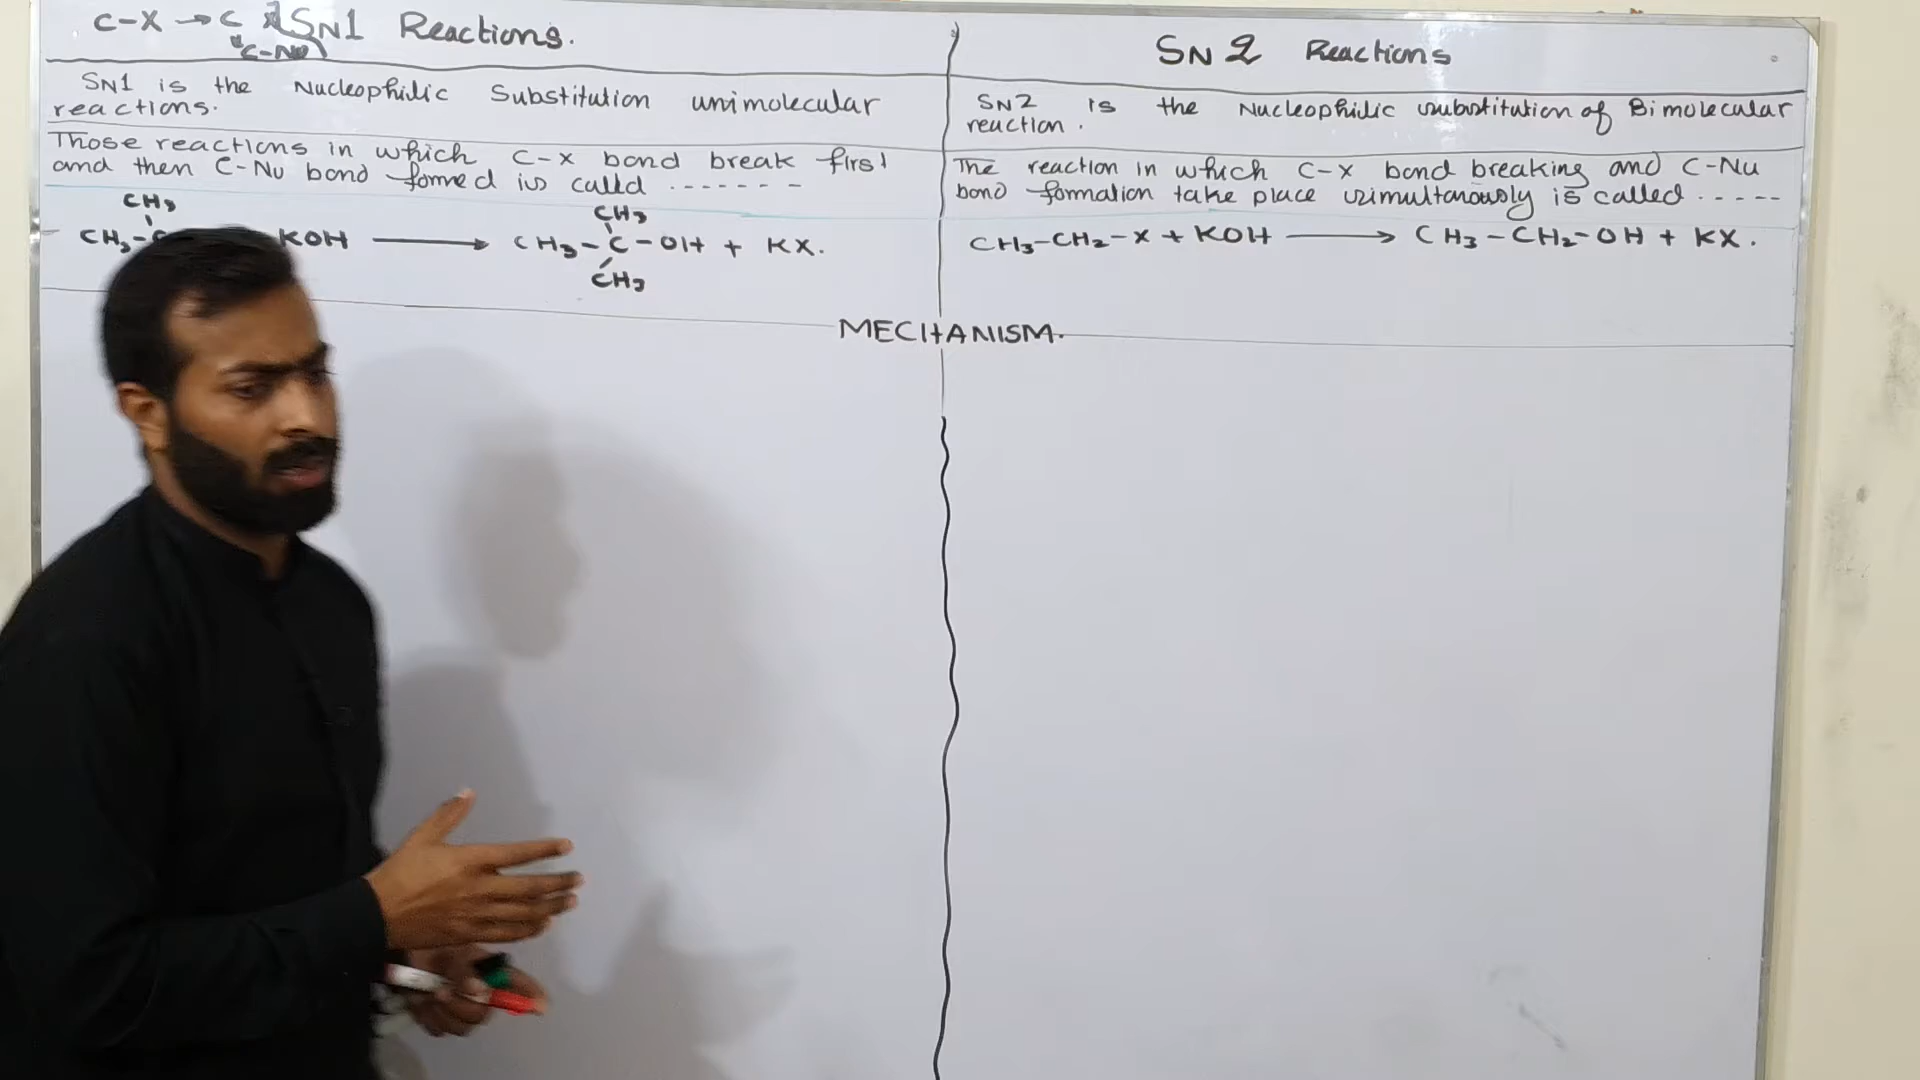 C-X → C
C-Nu
SN1 Reactions.
SN1 is the Nucleophilic Substitution unimolecular
reactions.
Those reactions in which C-X bond break first
and then C-Nu bond formed is calld .......
CH3
CH3-C KOH → CH3-C-OH + KX.
CH3
CH3
SN2 Reactions
SN2 is the Nucleophilic substitution of Bimolecular
reaction.
The reaction in which C-X bond breaking and C-Nu
bond formation take place simultanously is called .....
CH3-CH2-X + KOH → CH3-CH2-OH + KX.
MECHANISM.